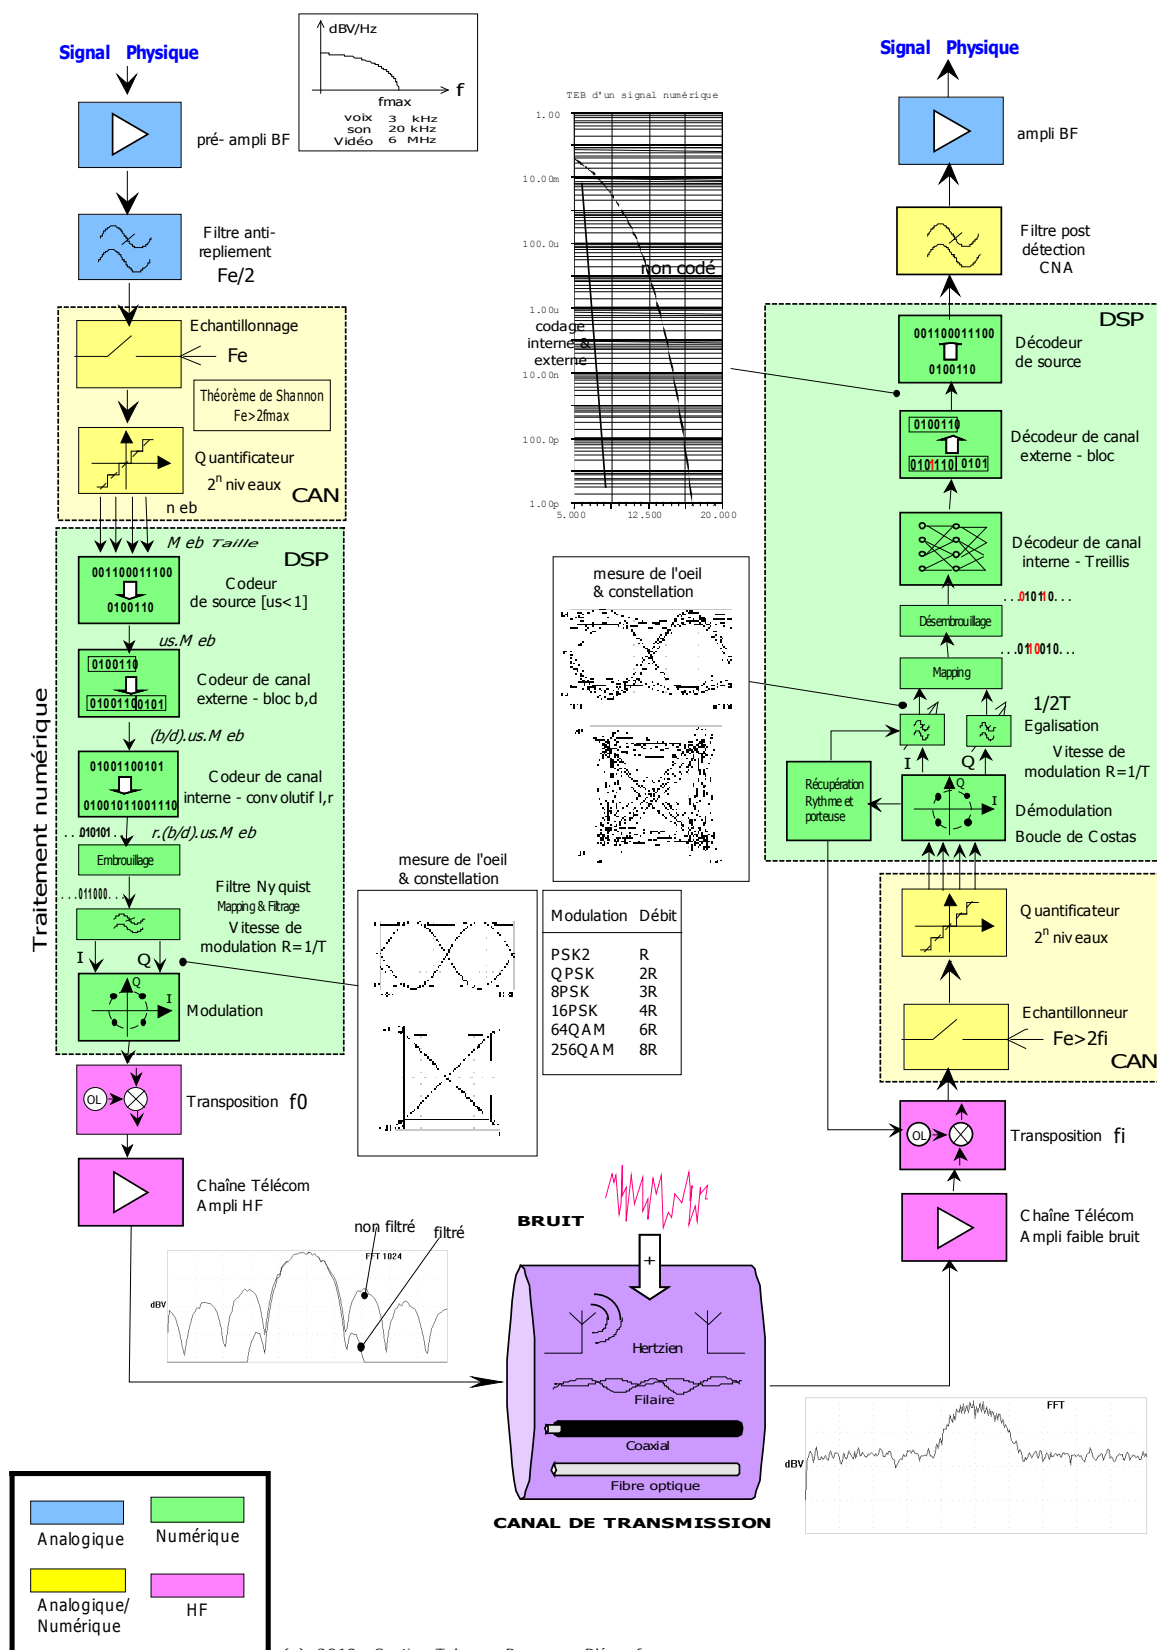 Signal Physique
dBV/Hz
f
fmax
voix 3 kHz
son 20 kHz
Vidéo 6 MHz
pré- ampli BF
Filtre anti-
repliement
Fe/2
Echantillonnage
Fe
Théorème de Shannon
Fe>2fmax
Quantificateur
2n niveaux
CAN
n eb
M eb Taille
DSP
001100011100
0100110
Codeur
de source [us<1]
us.M eb
0100110
01001100101
Codeur de canal
externe - bloc b,d
(b/d).us.M eb
01001100101
01001011001110
Codeur de canal
interne - convolutif l,r
...010101...
r.(b/d).us.M eb
Embrouillage
...011000...
Filtre Nyquist
Mapping & Filtrage
Vitesse de
modulation R=1/T
I
Q
Q
I
Modulation
Traitement numérique
OL
Transposition f0
Chaîne Télécom
Ampli HF
TEB d'un signal numérique
1.00
10.00m
100.0u
1.00u
10.00n
100.0p
1.00p
5.000
12.500
20.000
non codé
codage
interne &
externe
mesure de l'oeil
& constellation
mesure de l'oeil
& constellation
Modulation Débit
PSK2 R
QPSK 2R
8PSK 3R
16PSK 4R
64QAM 6R
256QAM 8R
non filtré
filtré
FFT 1024
dBV
BRUIT
+
Hertzien
Filaire
Coaxial
Fibre optique
CANAL DE TRANSMISSION
Signal Physique
ampli BF
Filtre post
détection
CNA
DSP
001100011100
0100110
Décodeur
de source
0100110
010110 0101
Décodeur de canal
externe - bloc
Décodeur de canal
interne - Treillis
...010110...
Désembrouillage
...0110010...
Mapping
1/2T
Egalisation
I
Q
Vitesse de
modulation R=1/T
Récupération
Rythme et
porteuse
Q
I
Démodulation
Boucle de Costas
Quantificateur
2n niveaux
Echantillonneur
Fe>2fi
CAN
OL
Transposition fi
Chaîne Télécom
Ampli faible bruit
FFT
dBV
Analogique
Numérique
Analogique/
Numérique
HF